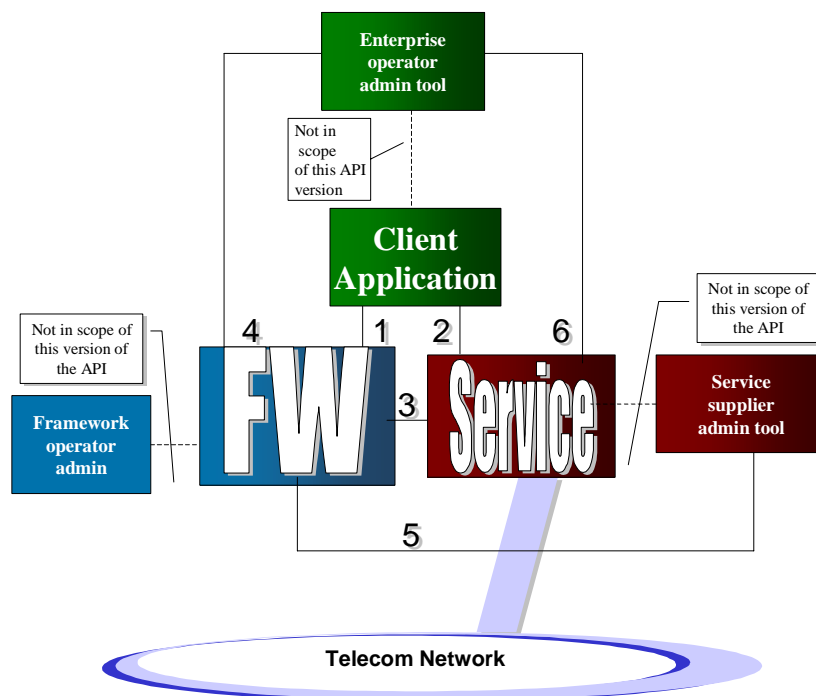 Enterprise
operator
admin tool
Not in
scope
of this API
version
Client
Application
Not in scope of
this version of
the API
Not in scope of
this version of
the API
4
1
2
6
FW
3
Service
Framework
operator
admin
Service
supplier
admin tool
5
Telecom Network